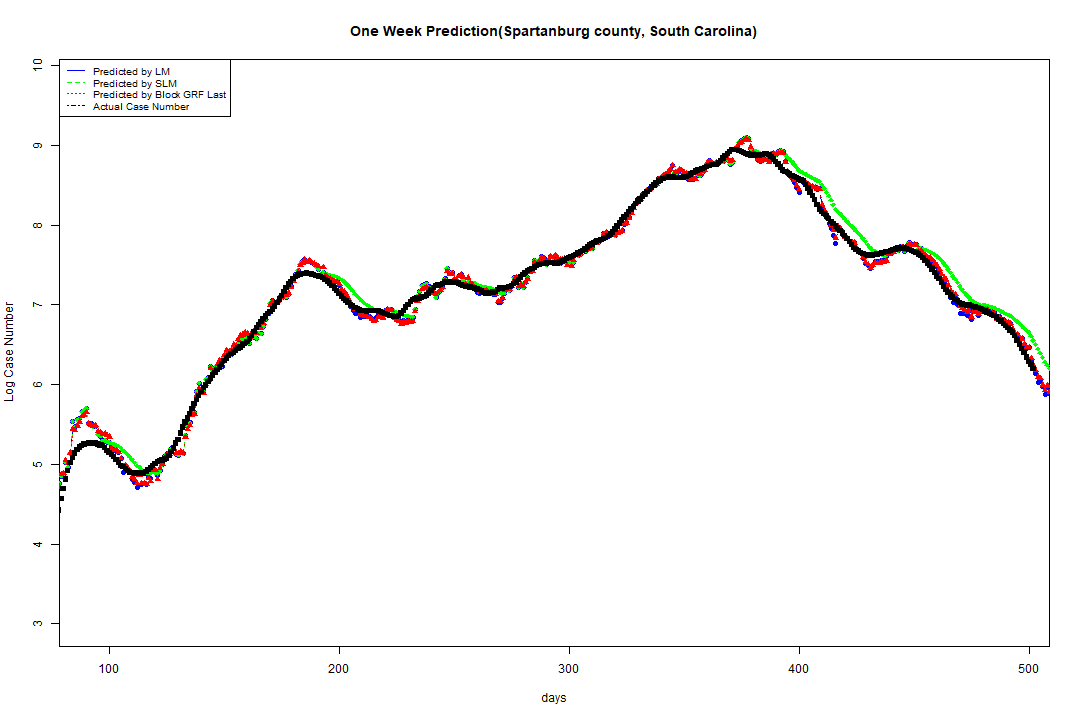 One Week Prediction(Spartanburg county, South Carolina)
Predicted by LM
Predicted by SLM
Predicted by Block GRF Last
Actual Case Number
Log Case Number
10
9
8
7
6
5
4
3
100 200 300 400 500
days